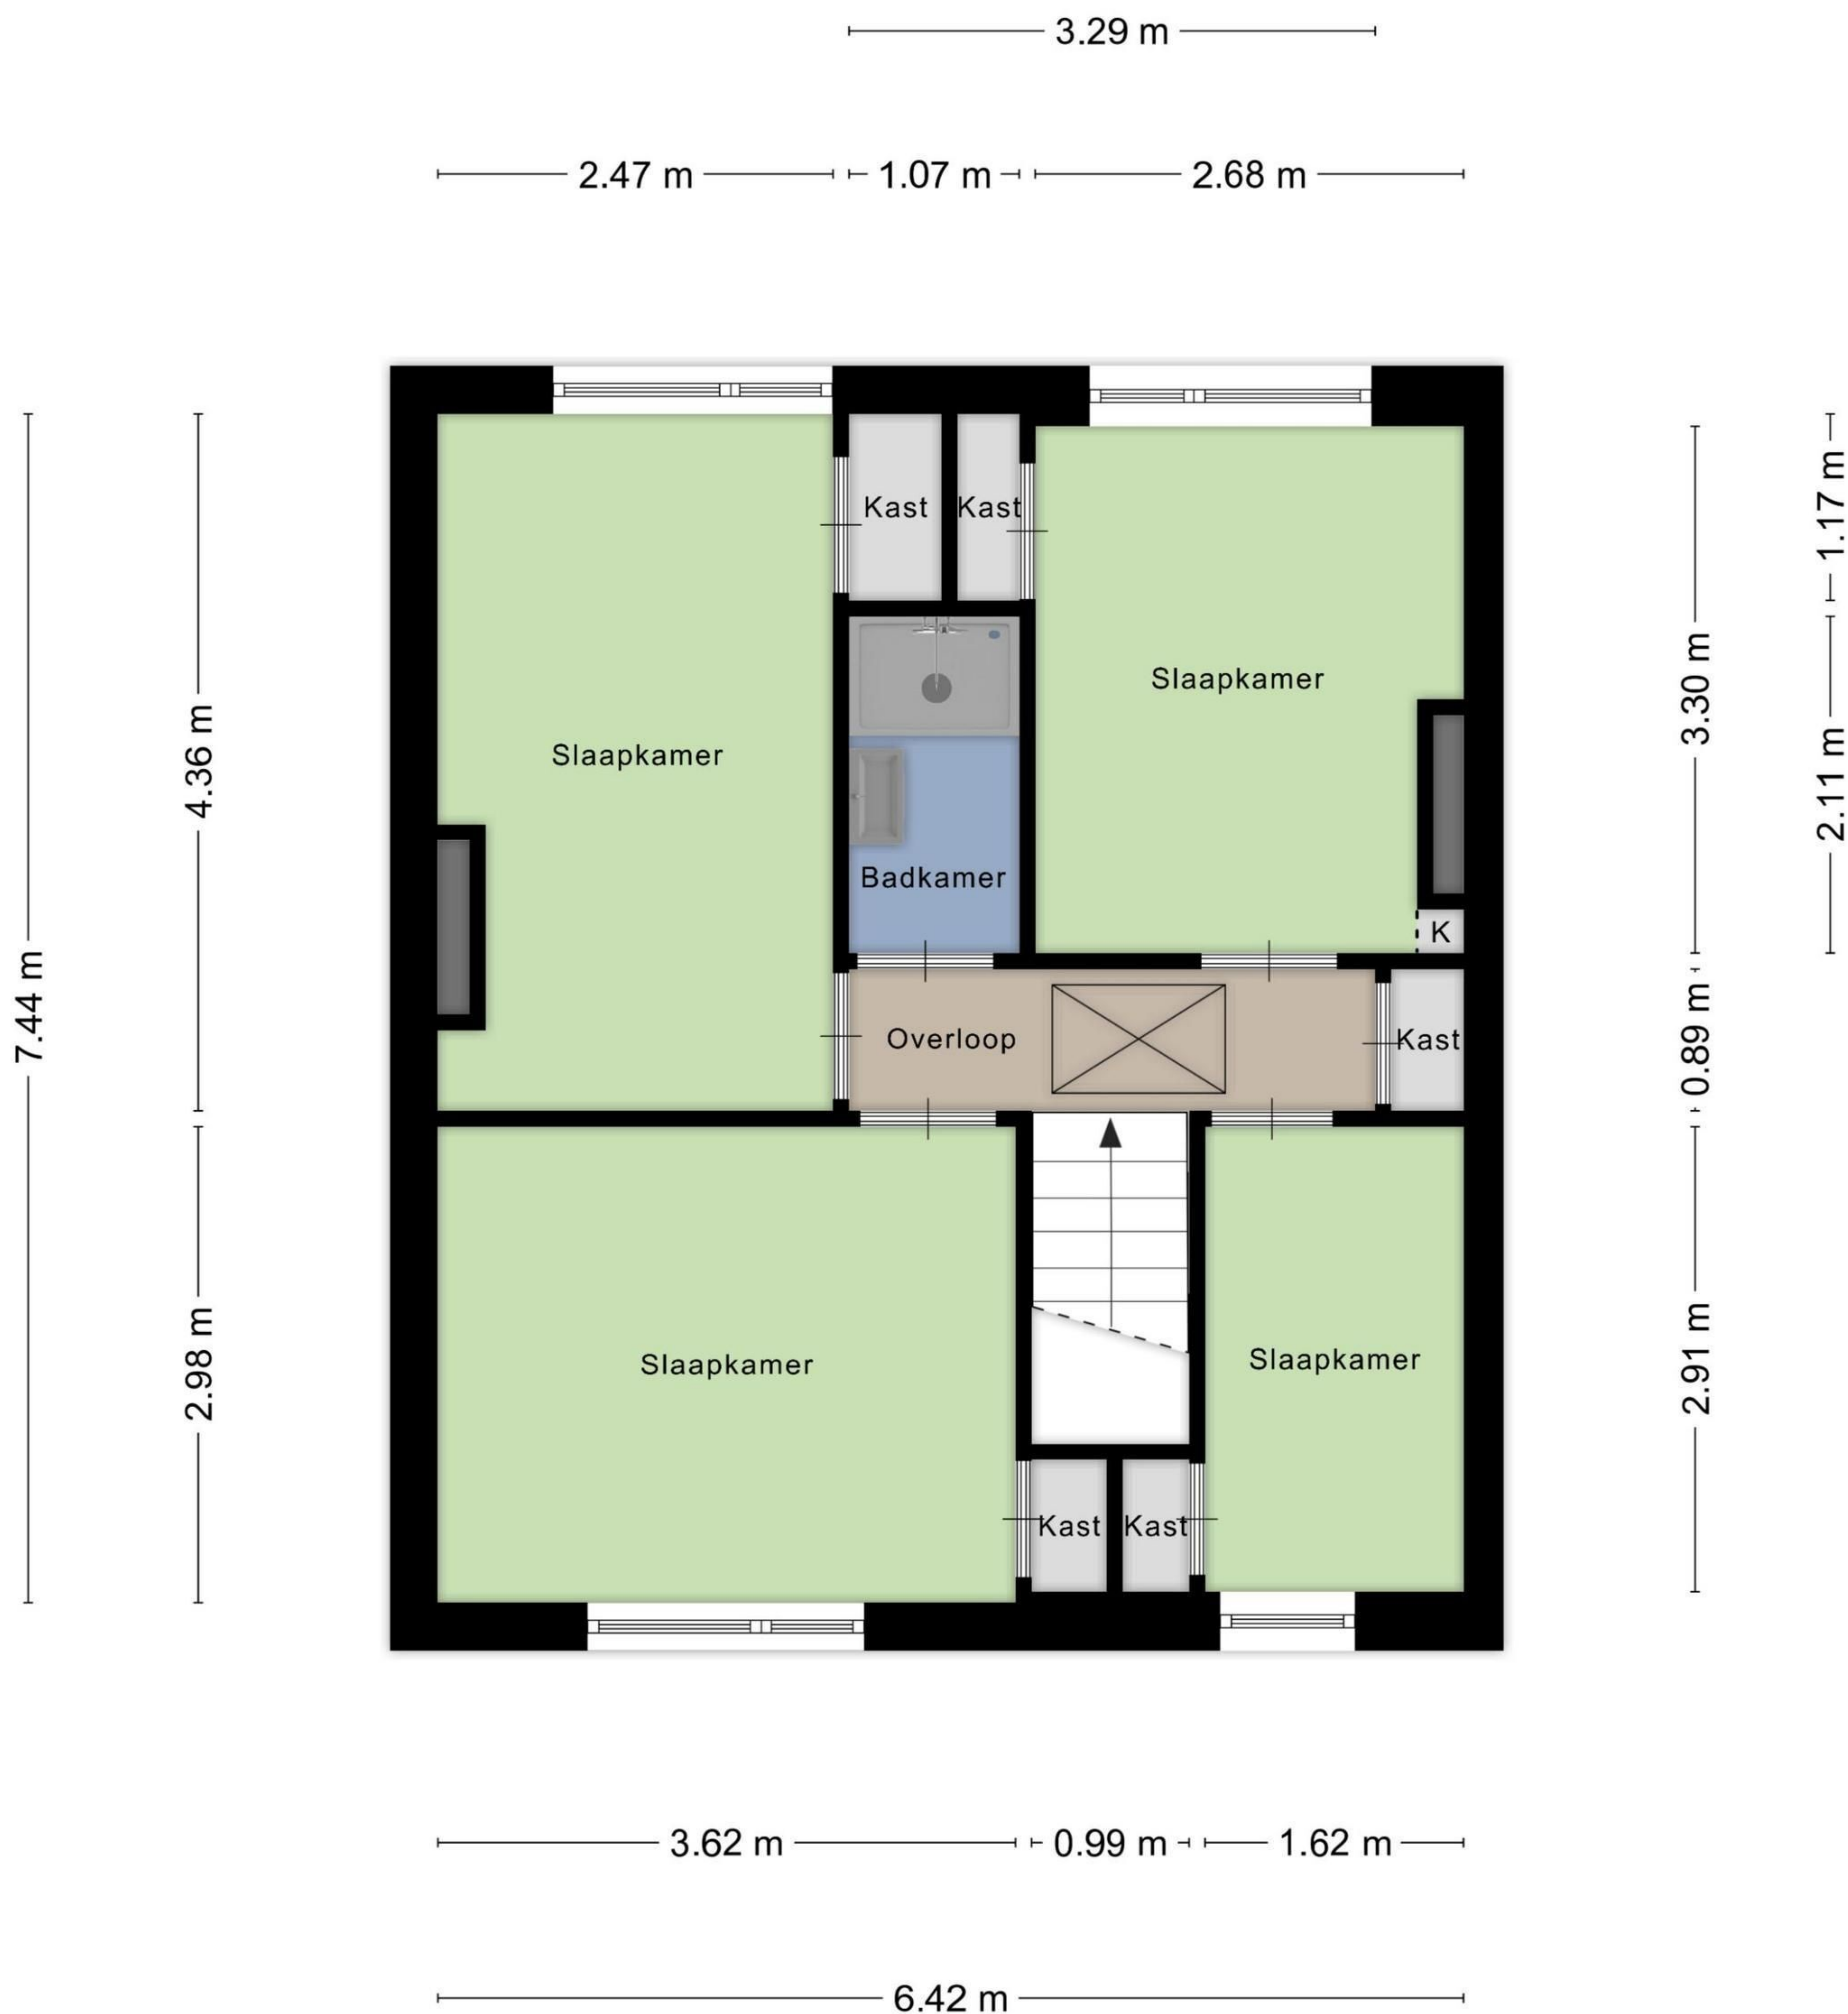 3.29 m
2.47 m
1.07 m
2.68 m
Kast
Kast
Slaapkamer
Slaapkamer
Badkamer
K
Overloop
Kast
Slaapkamer
Slaapkamer
Kast
Kast
7.44 m
4.36 m
2.98 m
3.30 m
0.89 m
2.91 m
1.17 m
2.11 m
3.62 m
0.99 m
1.62 m
6.42 m